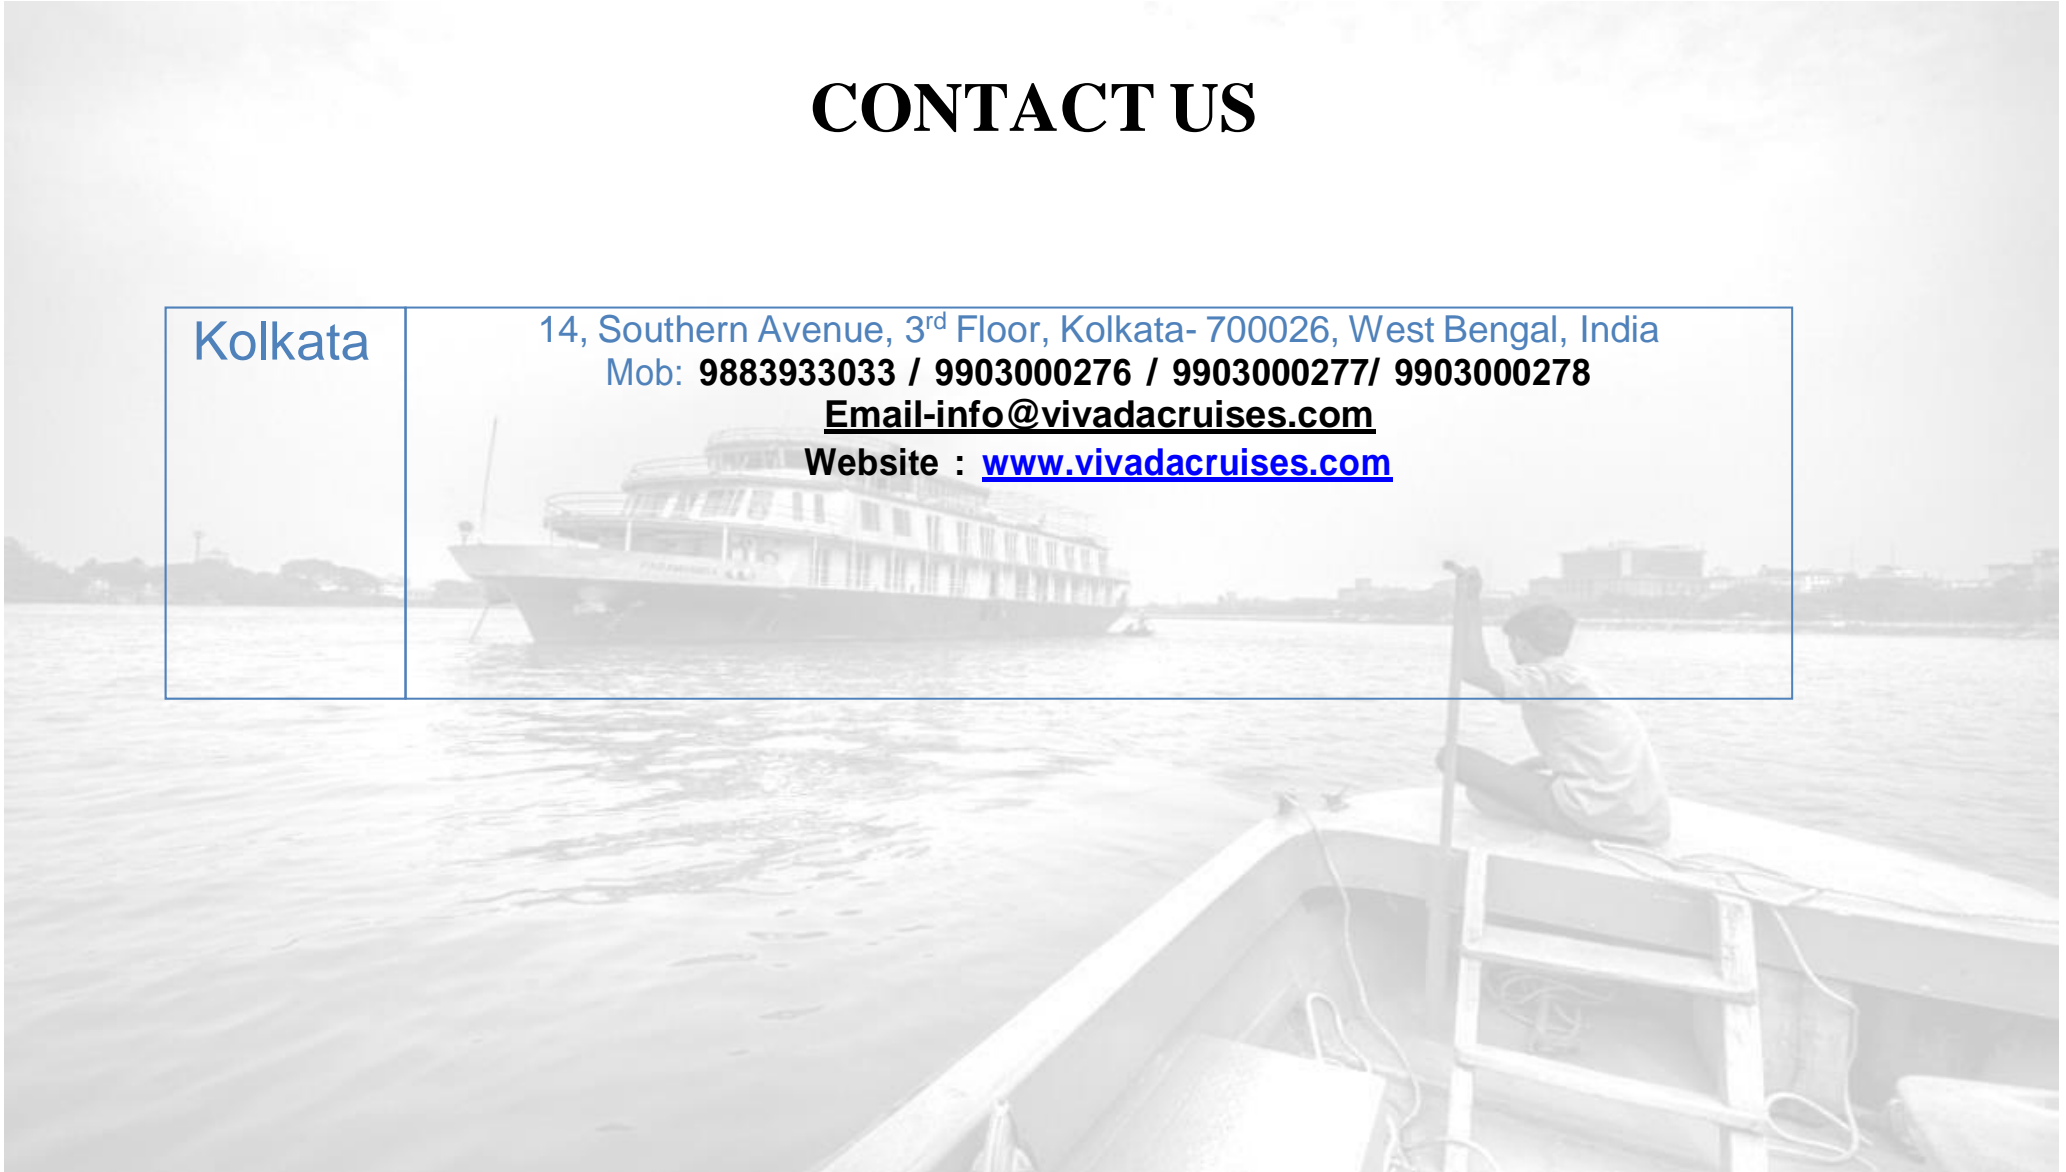 CONTACT US
Kolkata
14, Southern Avenue, 3rd Floor, Kolkata- 700026, West Bengal, India
Mob: 9883933033 / 9903000276 / 9903000277/ 9903000278
Email-info@vivadacruises.com
Website : www.vivadacruises.com